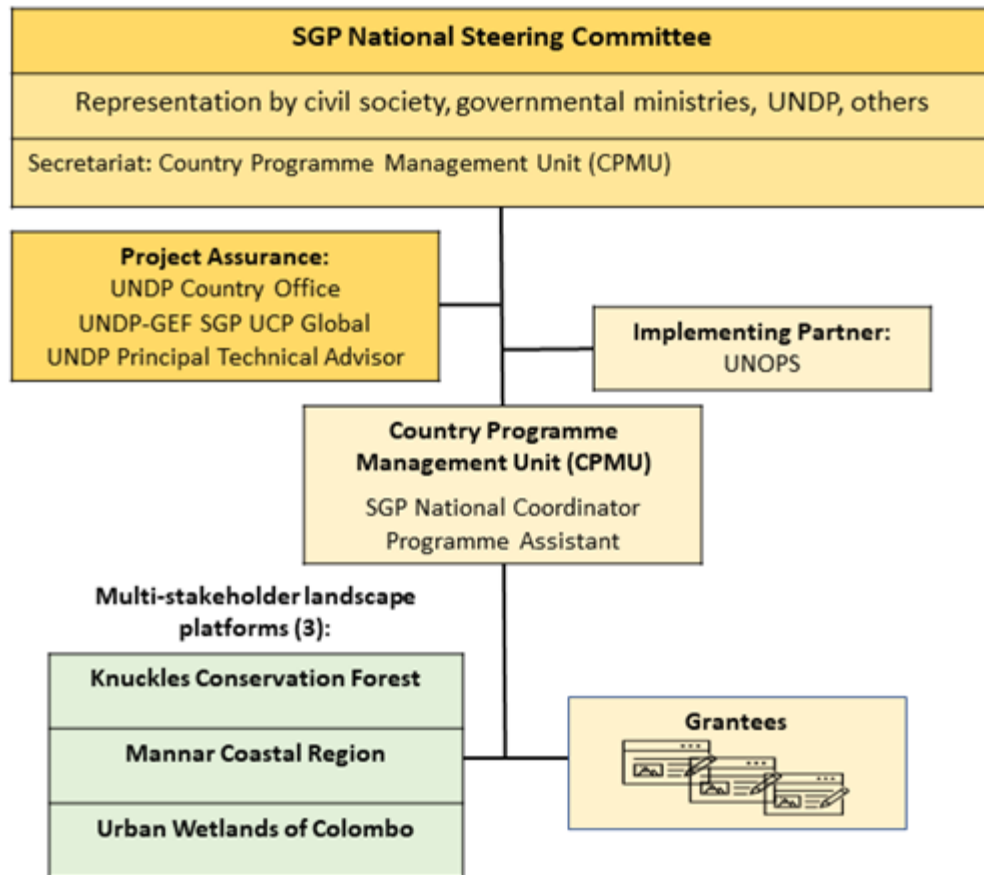 SGP National Steering Committee
Representation by civil society, governmental ministries, UNDP, others
Secretariat: Country Programme Management Unit (CPMU)
Project Assurance:
UNDP Country Office
UNDP-GEF SGP UCP Global
UNDP Principal Technical Advisor
Implementing Partner:
UNOPS
Country Programme
Management Unit (CPMU)
SGP National Coordinator
Programme Assistant
Multi-stakeholder landscape
platforms (3):
Knuckles Conservation Forest
Mannar Coastal Region
Urban Wetlands of Colombo
Grantees